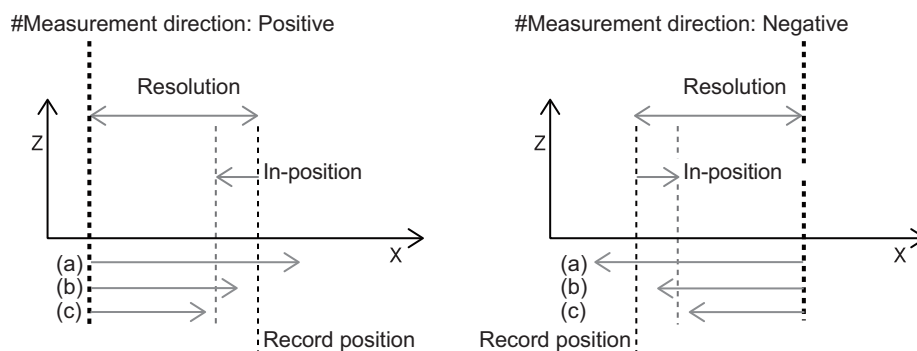 #Measurement direction: Positive
Resolution
Z
In-position
X
(a)
(b)
(c)
Record position
#Measurement direction: Negative
Resolution
Z
In-position
X
(a)
(b)
(c)
Record position